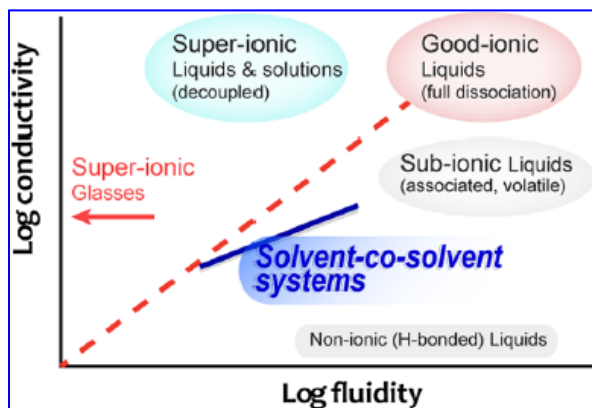 Super-ionic
Liquids & solutions
(decoupled)
Good-ionic
Liquids
(full dissociation)
Super-ionic
Glasses
Sub-ionic Liquids
(associated, volatile)
Solvent-co-solvent
systems
Non-ionic (H-bonded) Liquids
Log conductivity
Log fluidity